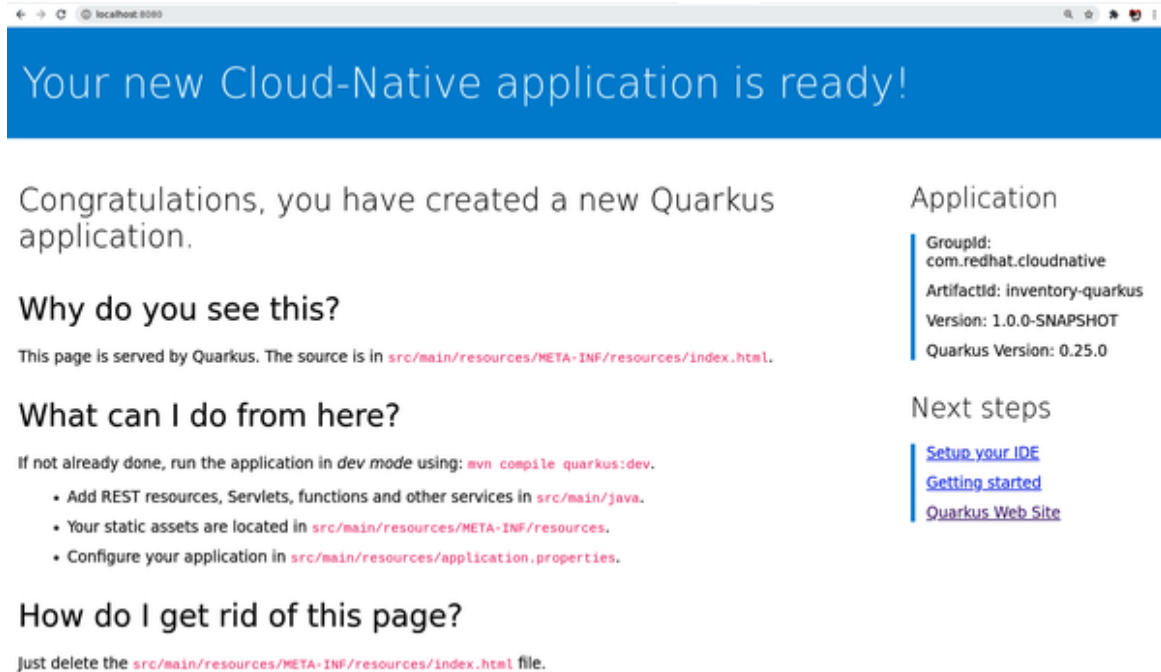 localhost:8080
Your new Cloud-Native application is ready!
Congratulations, you have created a new Quarkus
application.
Why do you see this?
This page is served by Quarkus. The source is in src/main/resources/META-INF/resources/index.html.
What can I do from here?
If not already done, run the application in dev mode using: mvn compile quarkus:dev.
• Add REST resources, Servlets, functions and other services in src/main/java.
• Your static assets are located in src/main/resources/META-INF/resources.
• Configure your application in src/main/resources/application.properties.
How do I get rid of this page?
Just delete the src/main/resources/META-INF/resources/index.html file.
Application
GroupId:
com.redhat.cloudnative
ArtifactId: inventory-quarkus
Version: 1.0.0-SNAPSHOT
Quarkus Version: 0.25.0
Next steps
Setup your IDE
Getting started
Quarkus Web Site